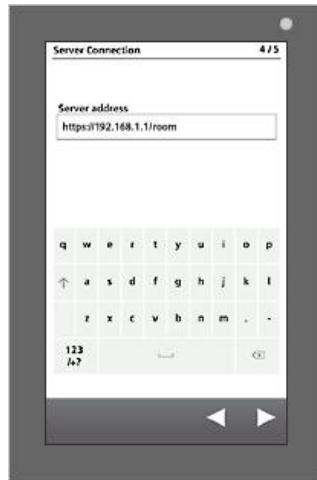 Server Connection 4/5
Server address
https://192.168.1.1/room
q w e r t y u i o p
a s d f g h j k l
z x c v b n m . -
123
/+?